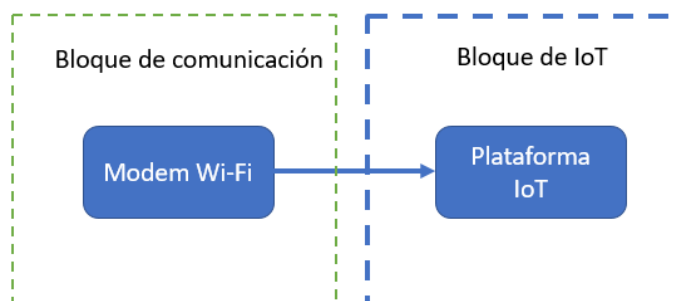 Bloque de comunicación
Bloque de IoT
Modem Wi-Fi
Plataforma
IoT